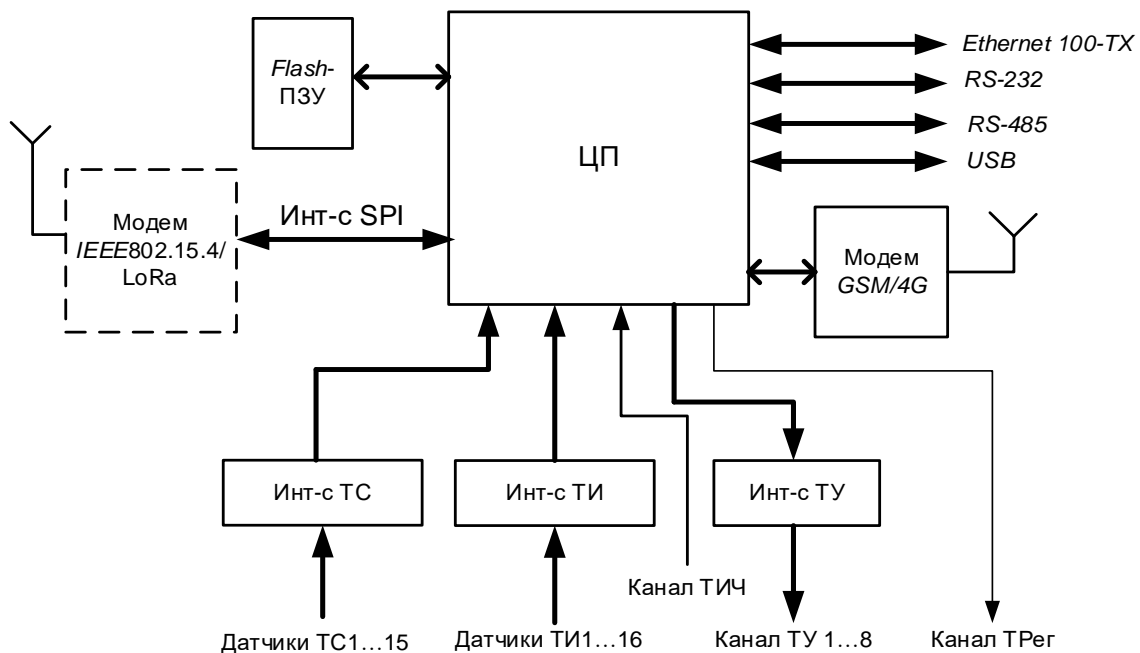 Flash-
ПЗУ
ЦП
Ethernet 100-TX
RS-232
RS-485
USB
Модем
IEEE802.15.4/
LoRa
Инт-с SPI
Модем
GSM/4G
Инт-с ТС
Инт-с ТИ
Инт-с ТУ
Канал ТИЧ
Датчики ТС1...15
Датчики ТИ1...16
Канал ТУ 1...8
Канал ТРег